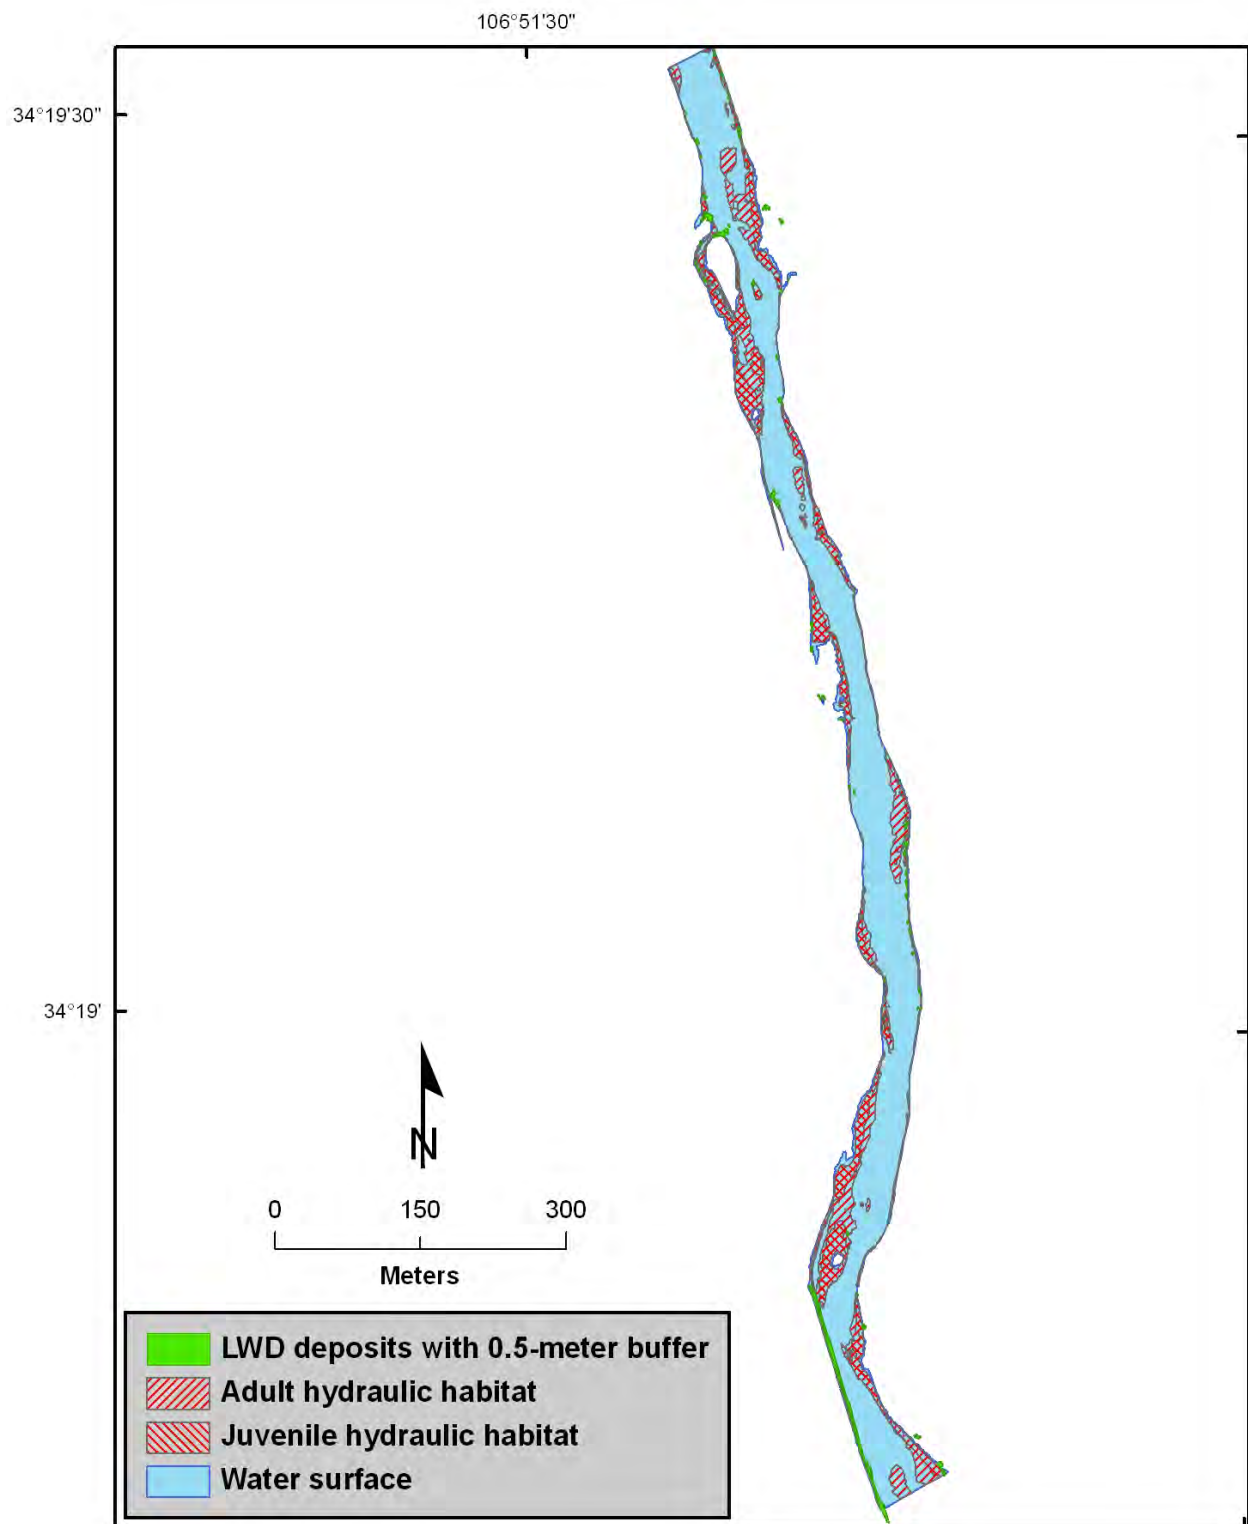 106°51'30"
34°19'30"
34°19'
N
0 150 300
Meters
LWD deposits with 0.5-meter buffer
Adult hydraulic habitat
Juvenile hydraulic habitat
Water surface